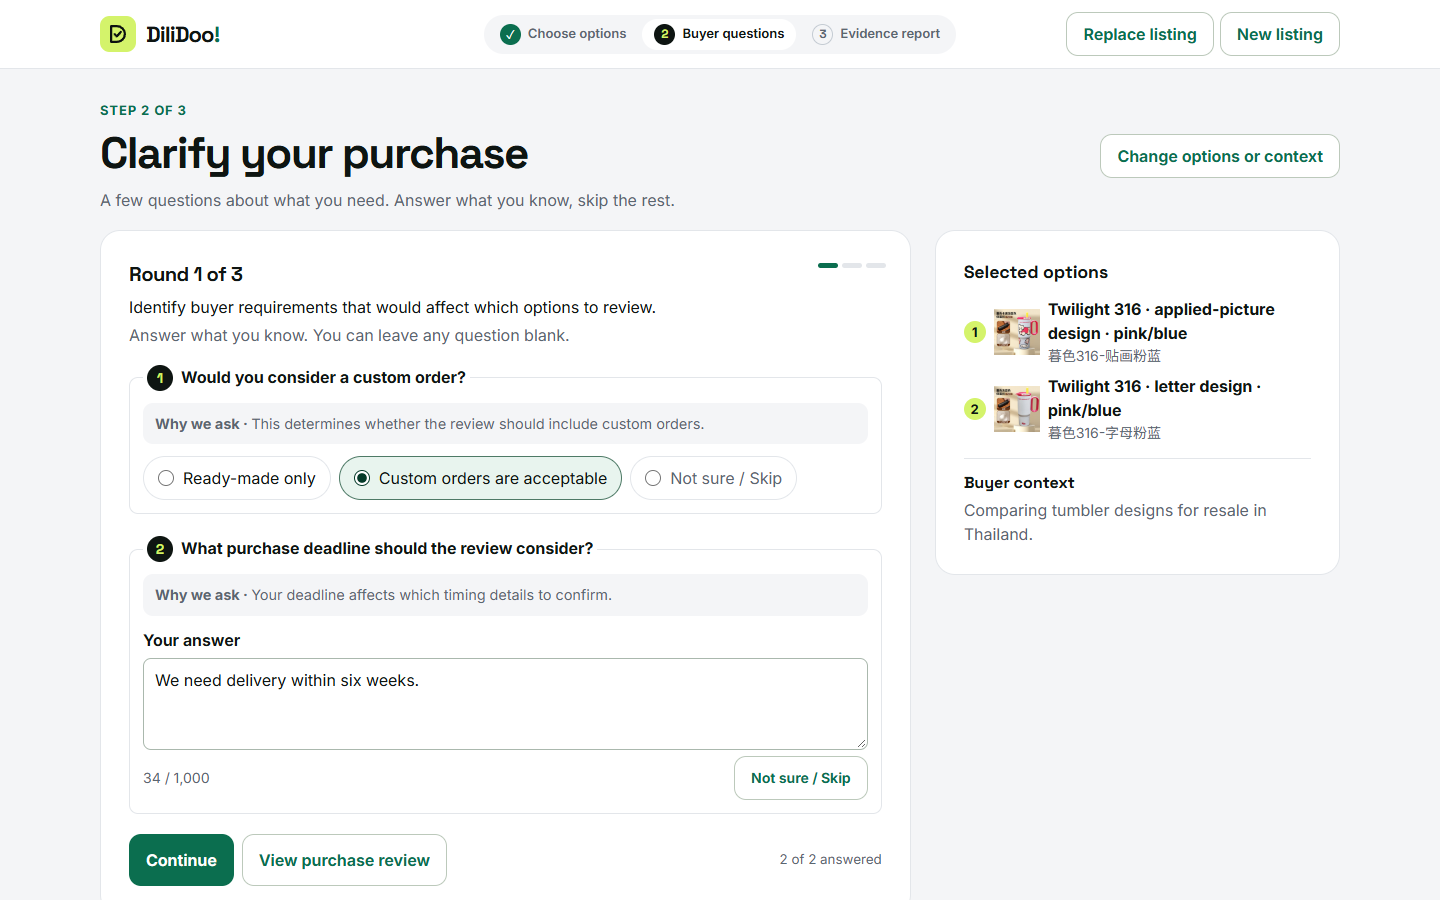 DiliDoo!
Choose options
2 Buyer questions
3 Evidence report
Replace listing
New listing
STEP 2 OF 3
Clarify your purchase
Change options or context
A few questions about what you need. Answer what you know, skip the rest.
Round 1 of 3
Identify buyer requirements that would affect which options to review.
Answer what you know. You can leave any question blank.
1 Would you consider a custom order?
Why we ask · This determines whether the review should include custom orders.
Ready-made only
Custom orders are acceptable
Not sure / Skip
2 What purchase deadline should the review consider?
Why we ask · Your deadline affects which timing details to confirm.
Your answer
We need delivery within six weeks.
34 / 1,000
Not sure / Skip
Continue
View purchase review
2 of 2 answered
Selected options
1
Twilight 316 · applied-picture
design · pink/blue
暮色316-贴画粉蓝
2
Twilight 316 · letter design ·
pink/blue
暮色316-字母粉蓝
Buyer context
Comparing tumbler designs for resale in
Thailand.